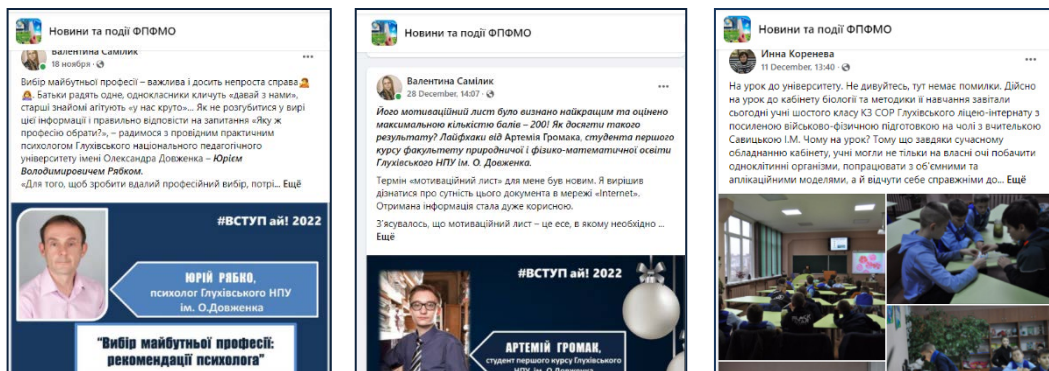 Новини та події ФПФМО
Валентина Самілик
18 ноября ·
Вибір майбутньої професії – важлива і досить непроста справа
. Батьки радять одне, однокласники кличуть «давай з нами»,
старші знайомі агітують «у нас круто»... Як не розгубитися у вирі
цієї інформації і правильно відповісти на запитання «Яку ж
професію обрати?», – радимося з провідним практичним
психологом Глухівського національного педагогічного
університету імені Олександра Довженка – Юрієм
Володимировичем Рябком.
«Для того, щоб зробити вдалий професійний вибір, потрі... Ещё
#ВСТУП ай! 2022
ЮРІЙ РЯБКО,
психолог Глухівського НПУ
ім. О.Довженка
"Вибір майбутньої професії:
рекомендації психолога"
Новини та події ФПФМО
Валентина Самілик
28 December, 14:07 ·
Його мотиваційний лист було визнано найкращим та оцінено
максимальною кількістю балів – 200! Як досягти такого
результату? Лайфхаки від Артемія Громака, студента першого
курсу факультету природничої і фізико-математичної освіти
Глухівського НПУ ім. О. Довженка.
Термін «мотиваційний лист» для мене був новим. Я вирішив
дізнатися про сутність цього документа в мережі «Internet».
Отримана інформація стала дуже корисною.
З'ясувалось, що мотиваційний лист – це есе, в якому необхідно ...
Ещё
#ВСТУП ай! 2022
АРТЕМІЙ ГРОМАК,
студент першого курсу Глухівського
НПУ ім. О.Довженка
Новини та події ФПФМО
Инна Коренева
11 December, 13:40 ·
На урок до університету. Не дивуйтесь, тут немає помилки. Дійсно
на урок до кабінету біології та методики її навчання завітали
сьогодні учні шостого класу КЗ СОР Глухівського ліцею-інтернату з
посиленою військово-фізичною підготовкою на чолі з вчителькою
Савицькою І.М. Чому на урок? Тому що завдяки сучасному
обладнанню кабінету, учні могли не тільки на власні очі побачити
одноклітинні організми, попрацювати з об'ємними та
аплікаційними моделями, а й відчути себе справжніми до... Ещё